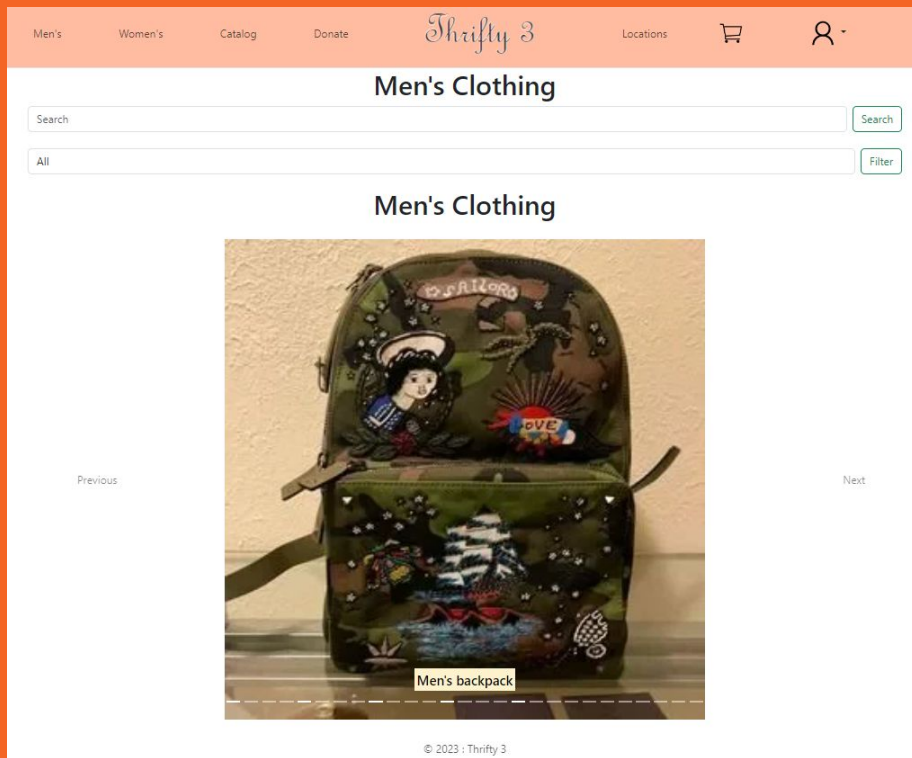 Men's Women's Catalog Donate Thrifty 3 Locations
Men's Clothing
Search Search
All Filter
Men's Clothing
SAILOR
LOVE
Previous Next
Men's backpack
© 2023 : Thrifty 3